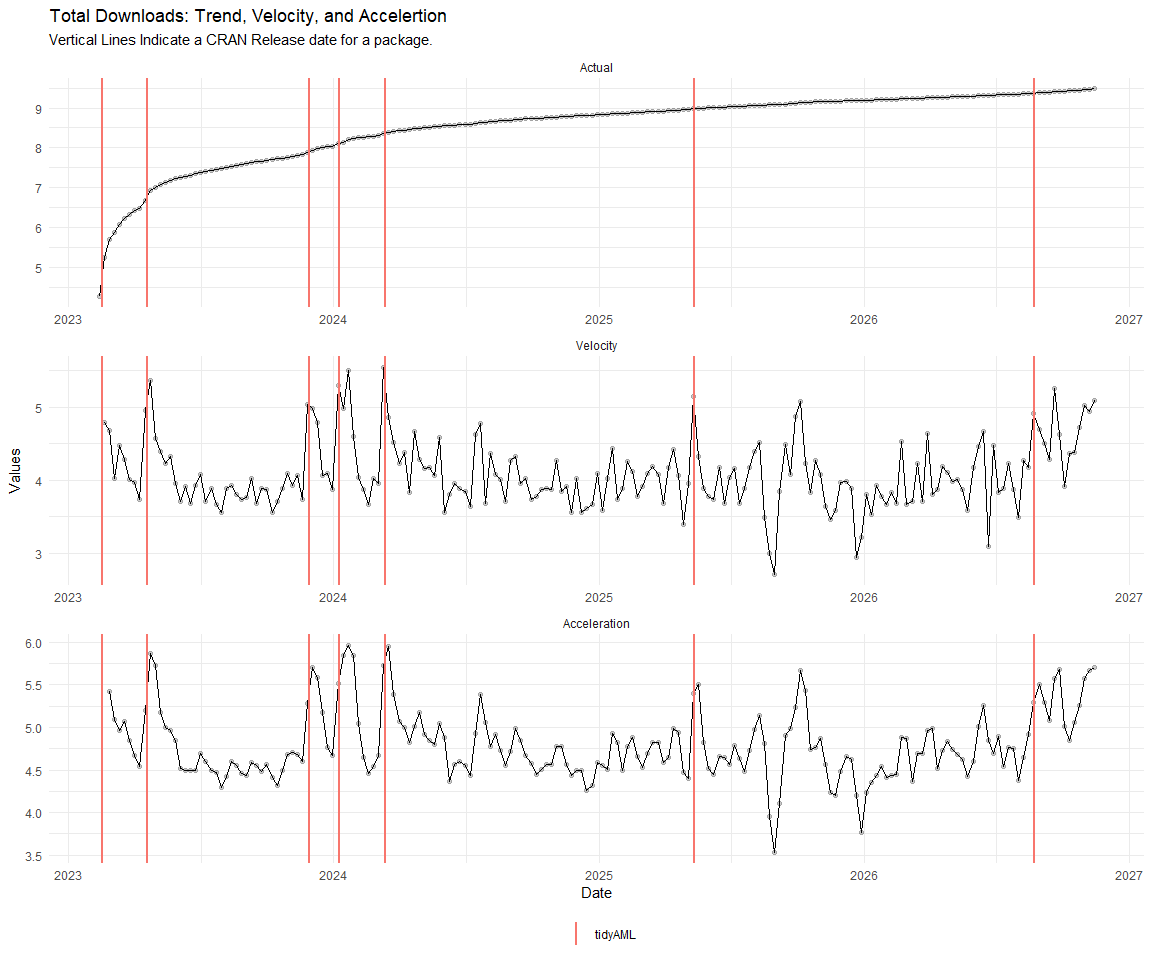 Total Downloads: Trend, Velocity, and Accelertion
Vertical Lines Indicate a CRAN Release date for a package.
Actual
9
8
7
6
5
2023 2024 2025 2026 2027
Velocity
5
4
3
2023 2024 2025 2026 2027
Values
Acceleration
6.0
5.5
5.0
4.5
4.0
3.5
2023 2024 2025 2026 2027
Date
tidyAML